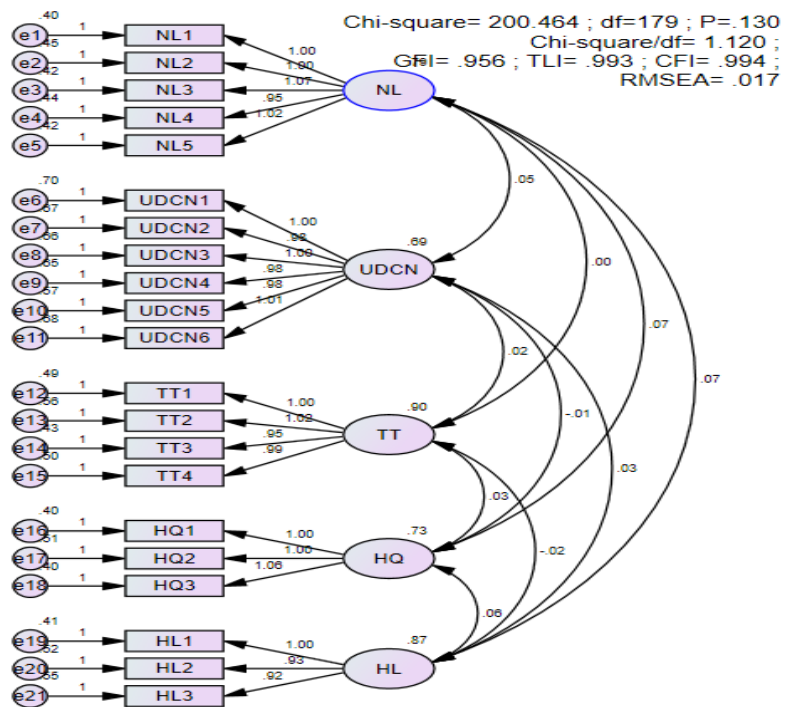 Chi-square= 200.464 ; df=179 ; P=.130
Chi-square/df= 1.120 ;
GFI= .956 ; TLI= .993 ; CFI= .994 ;
RMSEA= .017
.40
e1 1 NL1 1.00
.45
e2 1 NL2 1.00
.42
e3 1 NL3 1.07 NL
.44
e4 1 NL4 .95
.42
e5 1 NL5 1.02
.05
.70
e6 1 UDCN1 1.00
e7 1 UDCN2 .98
.69
e8 1 UDCN3 1.00
.00
e9 1 UDCN4 .98 UDCN
e10 1 UDCN5 .98
e11 1 UDCN6 1.01
.07
.02
.07
.49
e12 1 TT1 1.00
.56
.90
-.01
e13 1 TT2 1.02
.43
e14 1 TT3 .95 TT
.50
e15 1 TT4 .99
.03
.03
.40
e16 1 HQ1 1.00
.51
.73
-.02
e17 1 HQ2 1.00 HQ
.40
e18 1 HQ3 1.06
.06
.41
e19 1 HL1 1.00
.52
.87
e20 1 HL2 .93 HL
.55
e21 1 HL3 .92